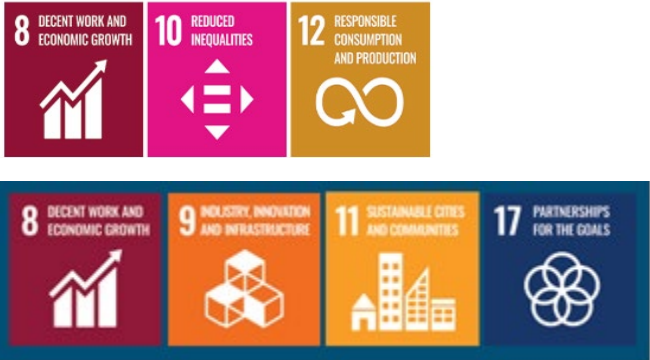 8 DECENT WORK AND
ECONOMIC GROWTH
10 REDUCED
INEQUALITIES
12 RESPONSIBLE
CONSUMPTION
AND PRODUCTION
8 DECENT WORK AND
ECONOMIC GROWTH
9 INDUSTRY, INNOVATION
AND INFRASTRUCTURE
11 SUSTAINABLE CITIES
AND COMMUNITIES
17 PARTNERSHIPS
FOR THE GOALS